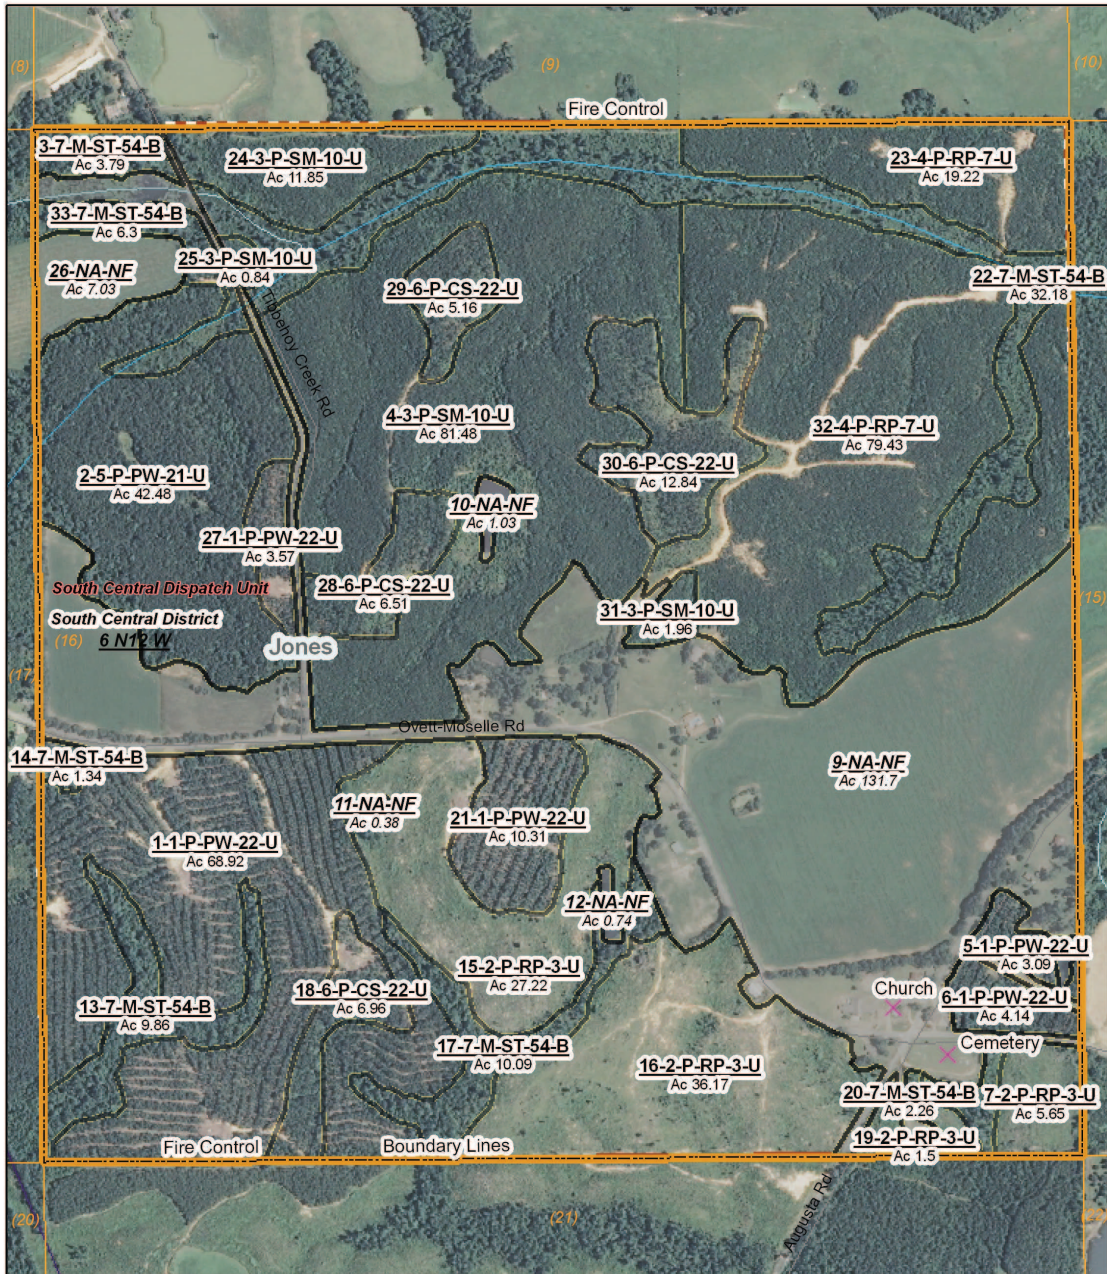 (8)
(9)
(10)
Fire Control
3-7-M-ST-54-B
Ac 3.79
24-3-P-SM-10-U
Ac 11.85
23-4-P-RP-7-U
Ac 19.22
33-7-M-ST-54-B
Ac 6.3
26-NA-NF
Ac 7.03
25-3-P-SM-10-U
Ac 0.84
29-6-P-CS-22-U
Ac 5.16
22-7-M-ST-54-B
Ac 32.18
Creek Rd
4-3-P-SM-10-U
Ac 81.48
32-4-P-RP-7-U
Ac 79.43
2-5-P-PW-21-U
Ac 42.48
30-6-P-CS-22-U
Ac 12.84
10-NA-NF
Ac 1.03
27-1-P-PW-22-U
Ac 3.57
28-6-P-CS-22-U
Ac 6.51
South Central Dispatch Unit
South Central District
(16)
6 N12 W
(15)
31-3-P-SM-10-U
Ac 1.96
Jones
(17)
Ovett-Moselle Rd
14-7-M-ST-54-B
Ac 1.34
9-NA-NF
Ac 131.7
11-NA-NF
Ac 0.38
21-1-P-PW-22-U
Ac 10.31
1-1-P-PW-22-U
Ac 68.92
12-NA-NF
Ac 0.74
5-1-P-PW-22-U
Ac 3.09
15-2-P-RP-3-U
Ac 27.22
18-6-P-CS-22-U
Ac 6.96
Church
6-1-P-PW-22-U
Ac 4.14
13-7-M-ST-54-B
Ac 9.86
Cemetery
17-7-M-ST-54-B
Ac 10.09
16-2-P-RP-3-U
Ac 36.17
20-7-M-ST-54-B
Ac 2.26
7-2-P-RP-3-U
Ac 5.65
19-2-P-RP-3-U
Ac 1.5
Fire Control
Boundary Lines
Augusta Rd
(20)
(21)